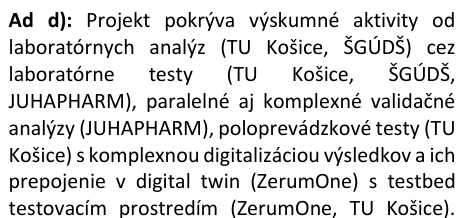 Ad d): Projekt pokrýva výskumné aktivity od
laboratórnych analýz (TU Košice, ŠGÚDŠ) cez
laboratórne testy (TU Košice, ŠGÚDŠ,
JUHAPHARM), paralelné aj komplexné validačné
analýzy (JUHAPHARM), poloprevádzkové testy (TU
Košice) s komplexnou digitalizáciou výsledkov a ich
prepojenie v digital twin (ZerumOne) s testbed
testovacím prostredím (ZerumOne, TU Košice).